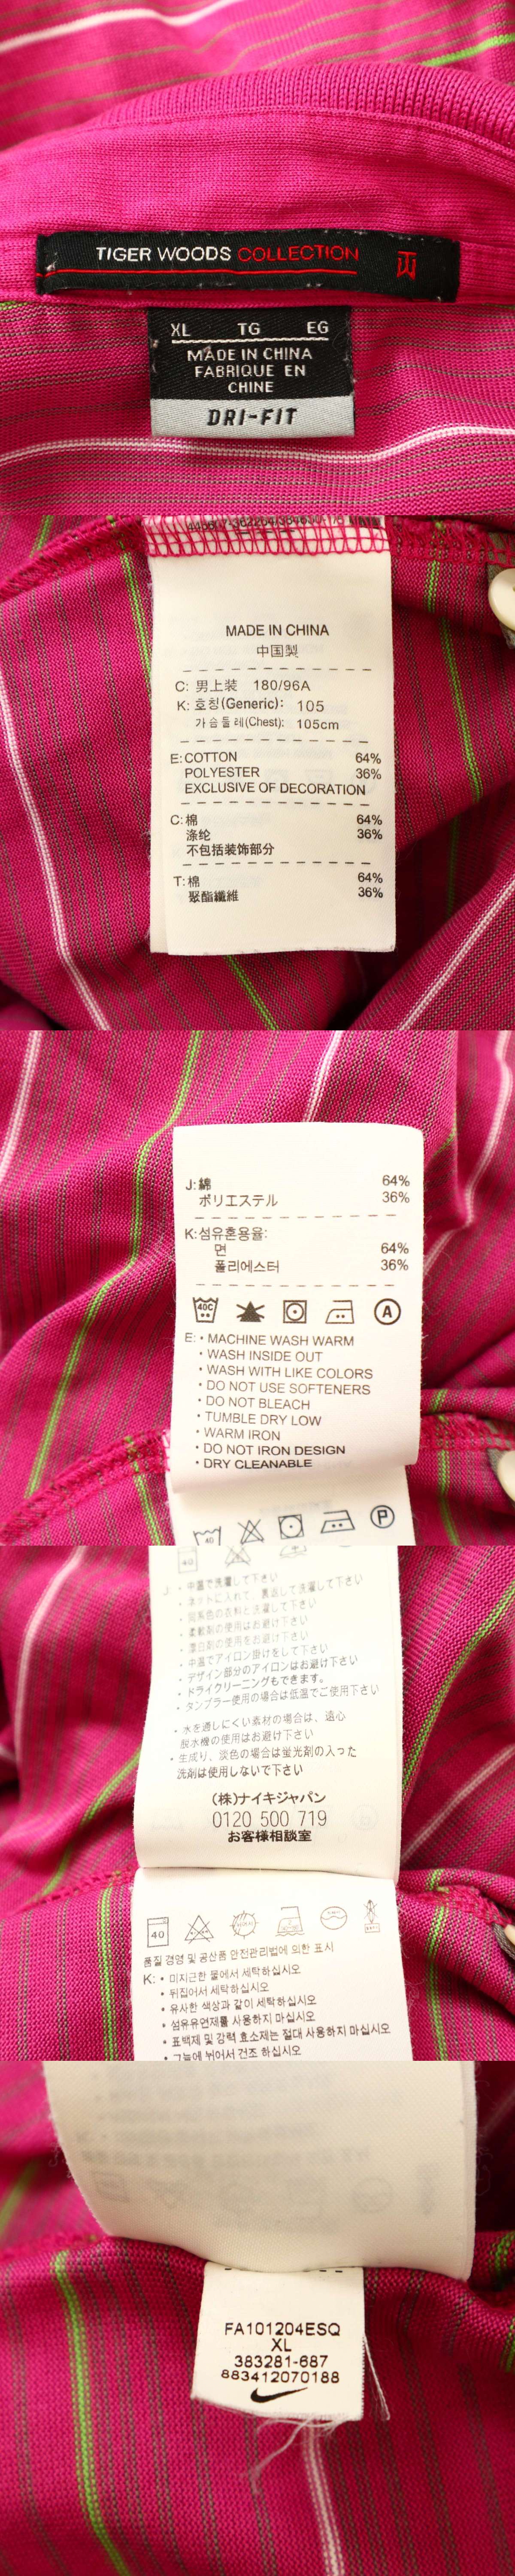 TIGER WOODS COLLECTION TW
XL TG EG
MADE IN CHINA
FABRIQUE EN
CHINE
DRI-FIT
MADE IN CHINA
中国製
C: 男上装 180/96A
K: 호칭(Generic): 105
가슴둘레(Chest): 105cm
E: COTTON 64%
POLYESTER 36%
EXCLUSIVE OF DECORATION
C: 棉 64%
涤纶 36%
不包括装饰部分
T: 棉 64%
聚酯纖維 36%
J: 綿 64%
ポリエステル 36%
K: 섬유혼용율:
면 64%
폴리에스터 36%
40C A
E: • MACHINE WASH WARM
• WASH INSIDE OUT
• WASH WITH LIKE COLORS
• DO NOT USE SOFTENERS
• DO NOT BLEACH
• TUMBLE DRY LOW
• WARM IRON
• DO NOT IRON DESIGN
• DRY CLEANABLE
40 P
40
J: • 中温で洗濯して下さい
• ネットに入れて、裏返して洗濯して下さい
• 同系色の衣料と洗濯して下さい
• 柔軟剤の使用はお避け下さい
• 漂白剤の使用をお避け下さい
• 中温でアイロン掛けをして下さい
• デザイン部分のアイロンはお避け下さい
• ドライクリーニングもできます。
• タンブラー使用の場合は低温でご使用下さい
• 水を通しにくい素材の場合は、遠心
脱水機の使用はお避け下さい
• 生成り、淡色の場合は蛍光剤の入った
洗剤は使用しないで下さい
(株)ナイキジャパン
0120 500 719
お客様相談室
40
품질 경영 및 공산품 안전관리법에 의한 표시
K: • 미지근한 물에서 세탁하십시오
• 뒤집어서 세탁하십시오
• 유사한 색상과 같이 세탁하십시오
• 섬유유연제를 사용하지 마십시오
• 표백제 및 강력 효소제는 절대 사용하지 마십시오
• 그늘에 뉘어서 건조 하십시오
FA101204ESQ
XL
383281-687
883412070188